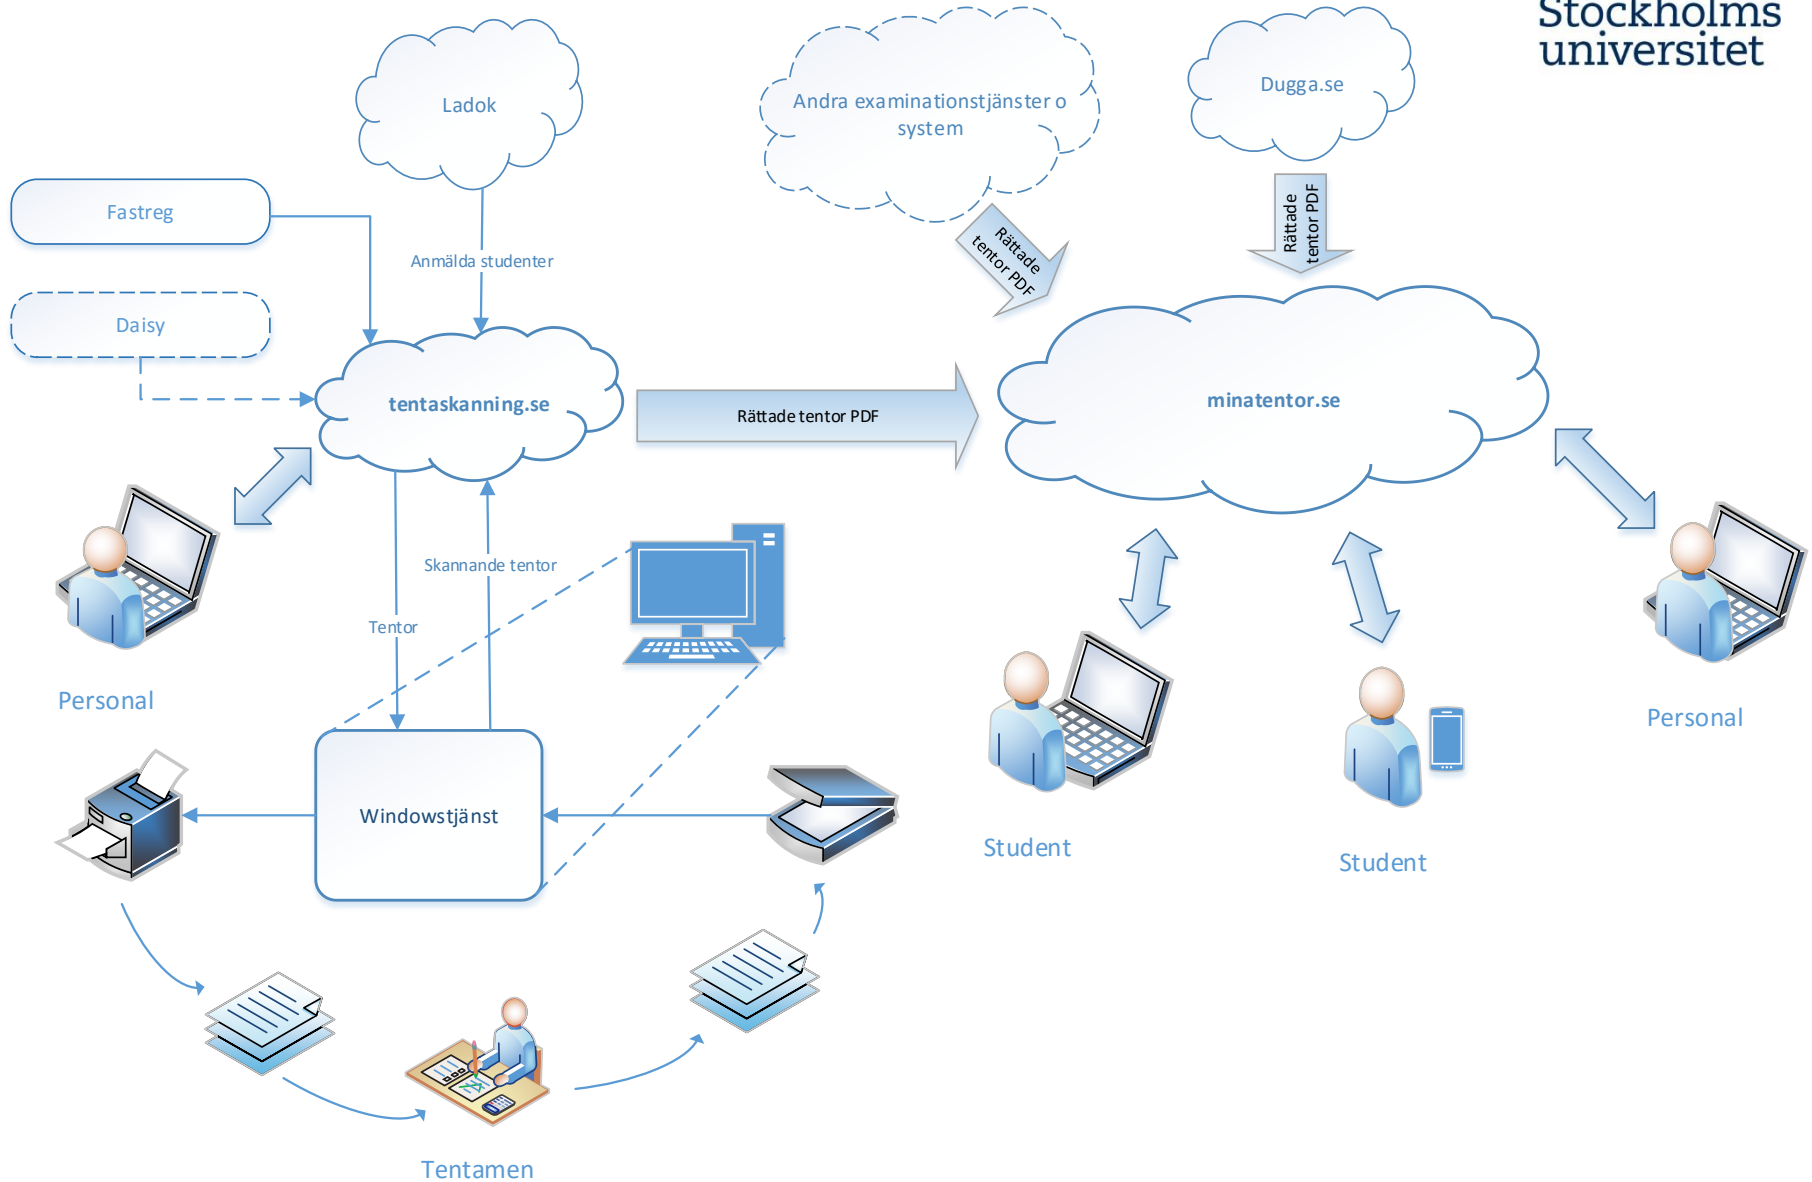 Stockholms
universitet
Ladok
Andra examinationstjänster o
system
Dugga.se
Fastreg
Rättade
tentor PDF
Rättade
tentor PDF
Anmälda studenter
Daisy
tentaskanning.se
Rättade tentor PDF
minatentor.se
Skannande tentor
Tentor
Personal
Personal
Windowstjänst
Student
Student
Tentamen